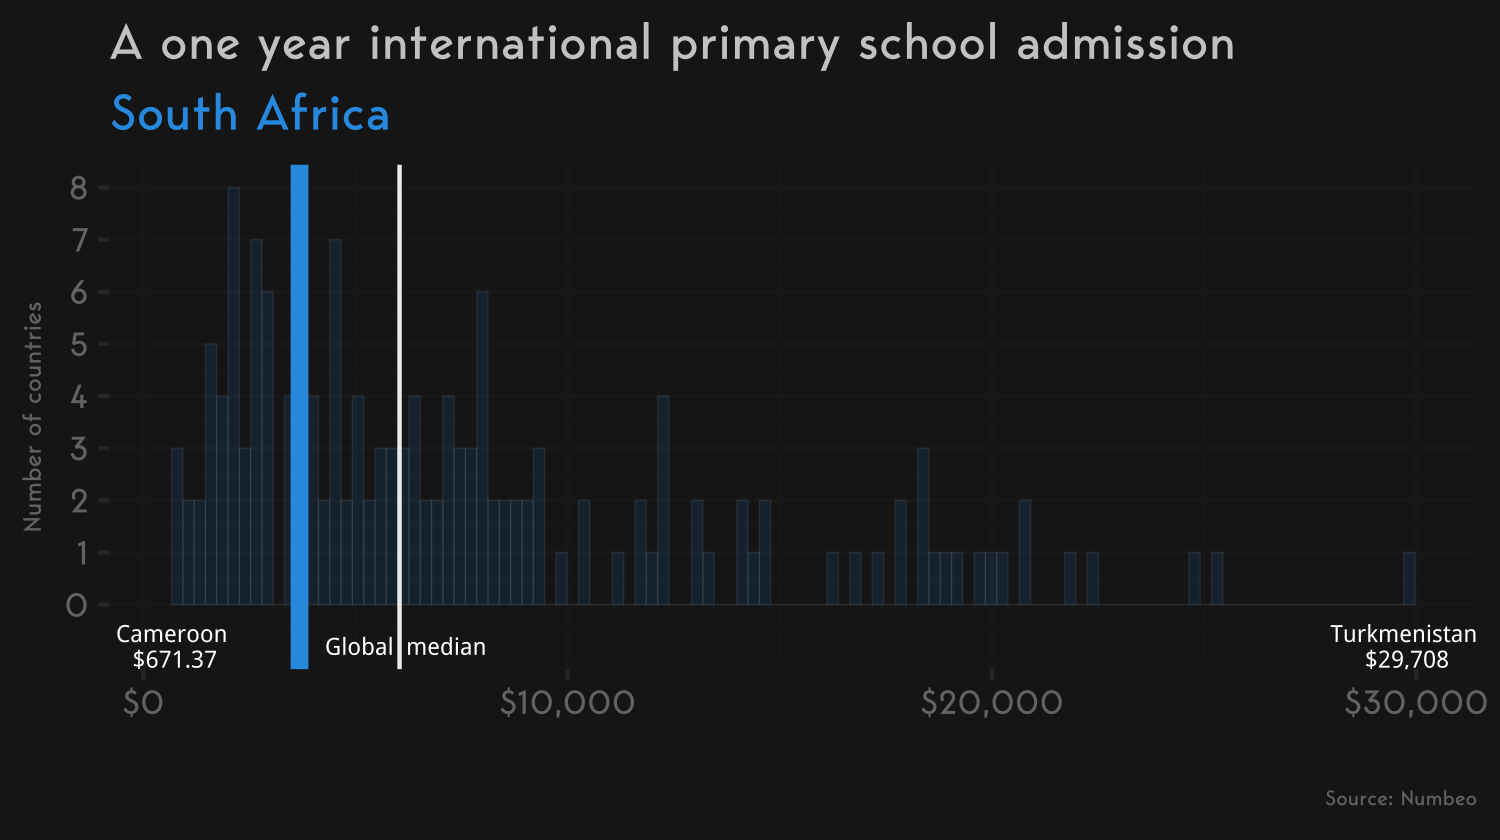 A one year international primary school admission
South Africa
Number of countries
8
7
6
5
4
3
2
1
0
Cameroon
$671.37
Global median
Turkmenistan
$29,708
$0
$10,000
$20,000
$30,000
Source: Numbeo